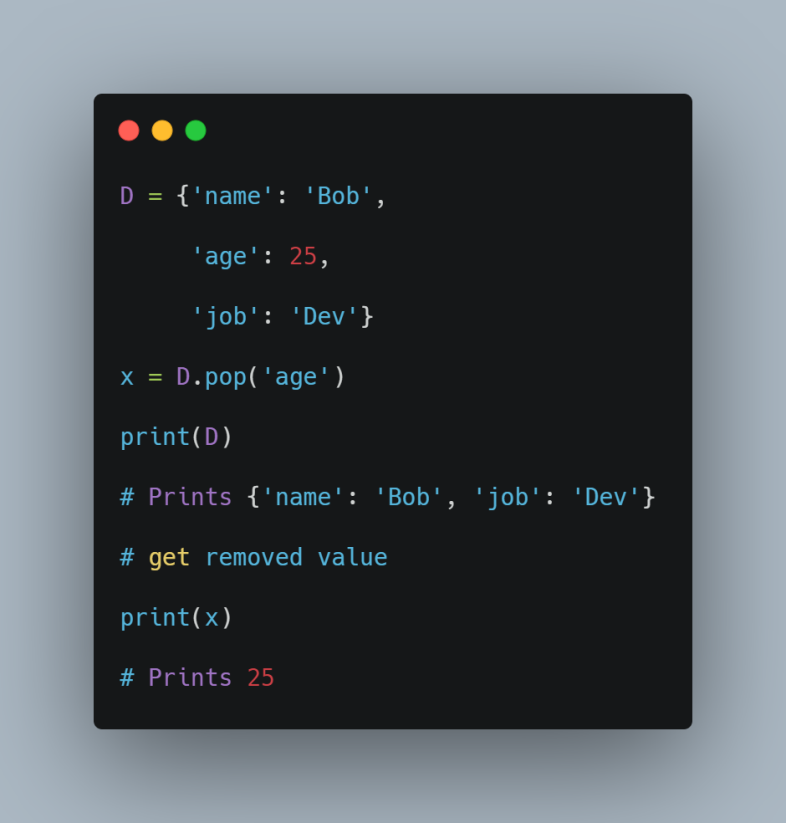 D = {'name': 'Bob',
     'age': 25,
     'job': 'Dev'}
x = D.pop('age')
print(D)
# Prints {'name': 'Bob', 'job': 'Dev'}
# get removed value
print(x)
# Prints 25